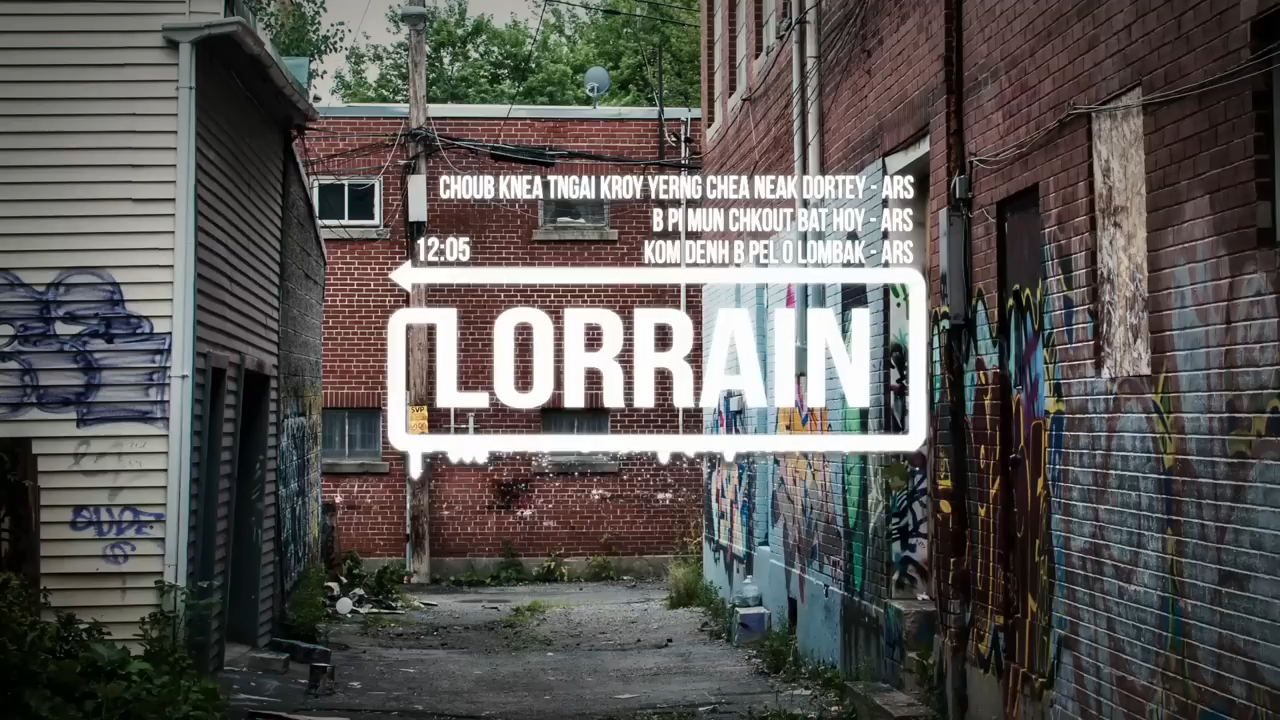 CHOUB KNEA TNGAI KROY YERNG CHEA NEAK DORTEY - ARS
B PI MUN CHKOUT BAT HOY - ARS
12:05 KOM DENH B PEL O LOMBAK - ARS
LORRAIN
SVP